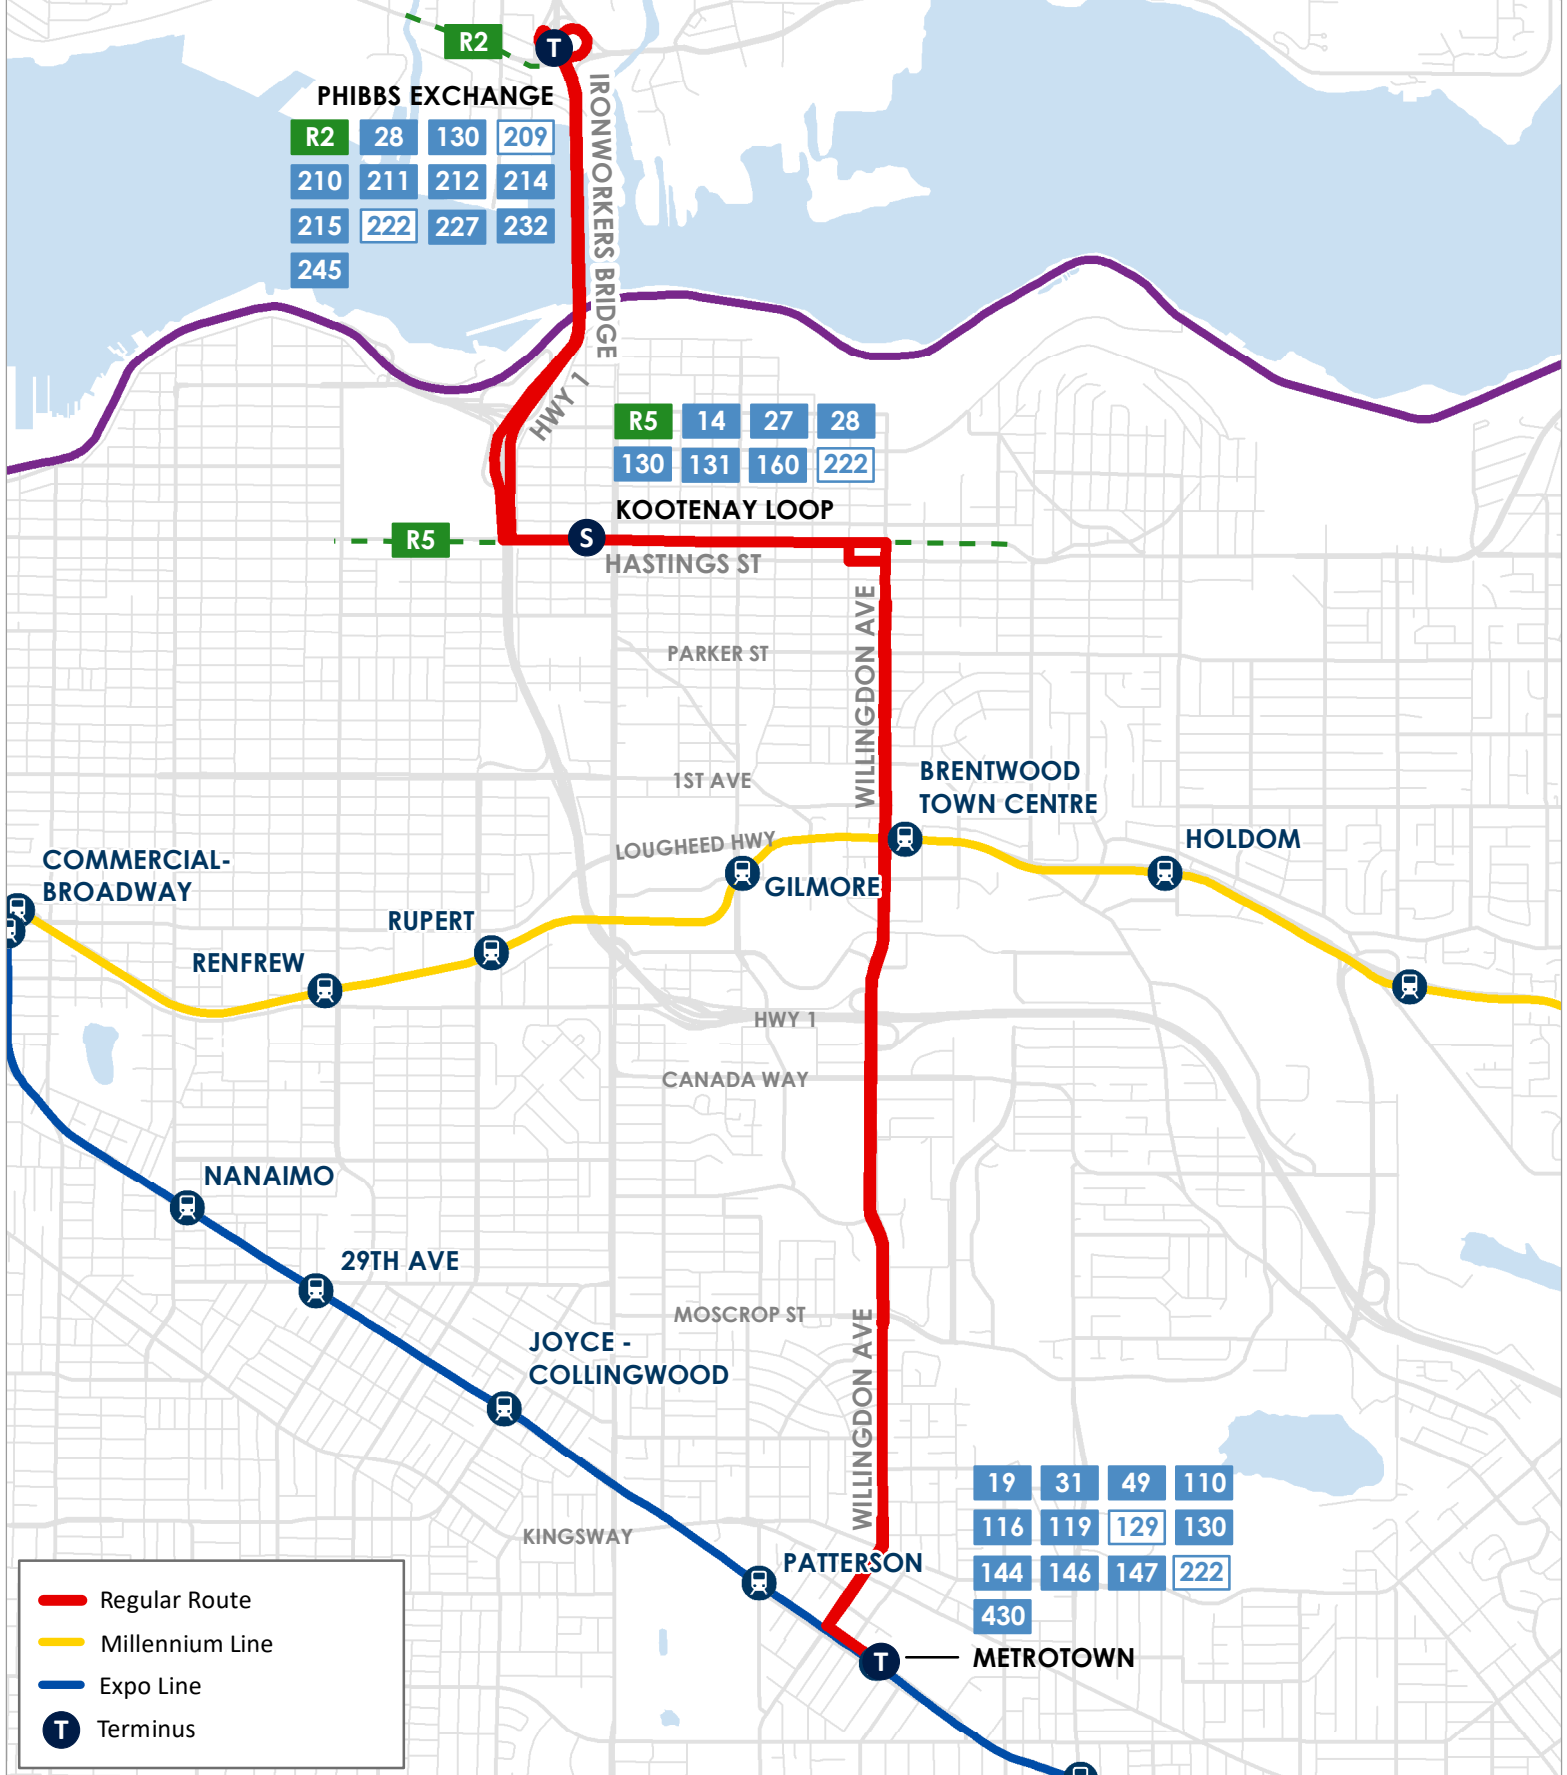 R2
T
PHIBBS EXCHANGE
R2 28 130 209
210 211 212 214
215 222 227 232
245
IRONWORKERS BRIDGE
HWY 1
R5 14 27 28
130 131 160 222
KOOTENAY LOOP
R5
S
HASTINGS ST
WILLINGDON AVE
PARKER ST
1ST AVE
BRENTWOOD
TOWN CENTRE
LOUGHEED HWY
HOLDOM
COMMERCIAL-
BROADWAY
GILMORE
RUPERT
RENFREW
HWY 1
CANADA WAY
NANAIMO
29TH AVE
MOSCROP ST
JOYCE -
COLLINGWOOD
WILLINGDON AVE
19 31 49 110
116 119 129 130
144 146 147 222
430
KINGSWAY
PATTERSON
T
METROTOWN
Regular Route
Millennium Line
Expo Line
T Terminus